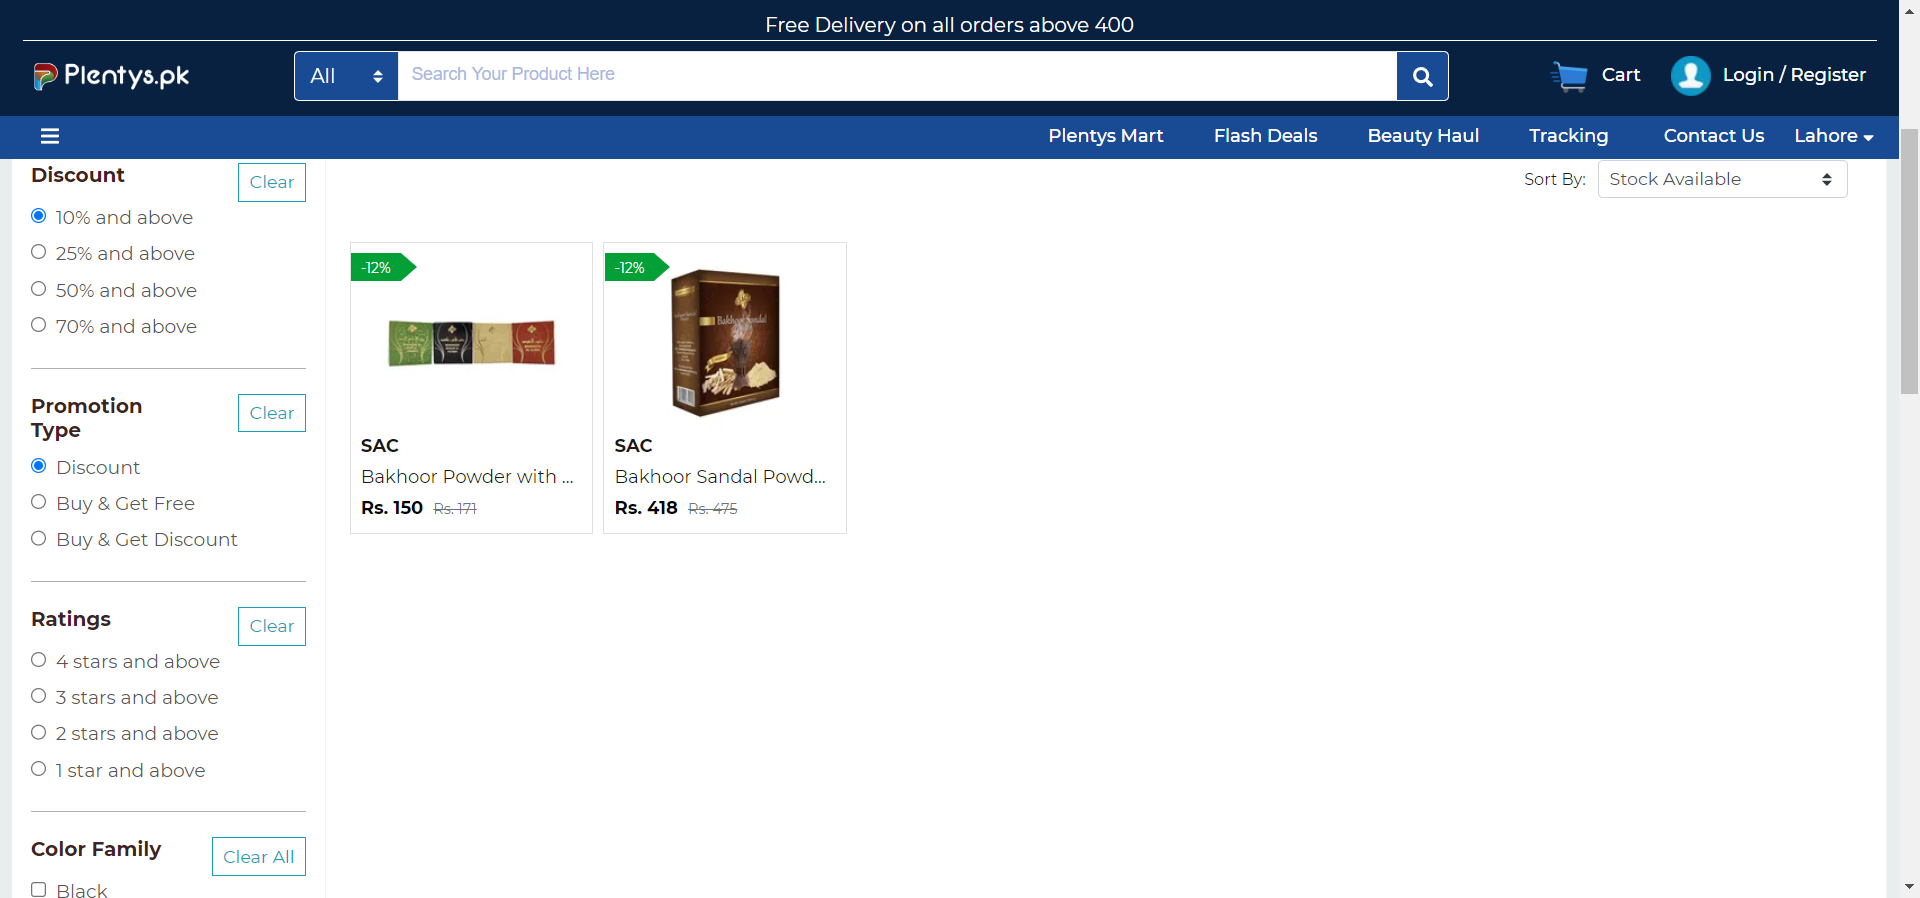 Free Delivery on all orders above 400
Plentys.pk
All
Search Your Product Here
Cart
Login / Register
Plentys Mart
Flash Deals
Beauty Haul
Tracking
Contact Us
Lahore
Discount
Clear
10% and above
25% and above
50% and above
70% and above
Promotion
Type
Clear
Discount
Buy & Get Free
Buy & Get Discount
Ratings
Clear
4 stars and above
3 stars and above
2 stars and above
1 star and above
Color Family
Clear All
Black
Sort By:
Stock Available
-12%
SAC
Bakhoor Powder with ...
Rs. 150 Rs. 171
-12%
Bakhoor Sandal
SAC
Bakhoor Sandal Powd...
Rs. 418 Rs. 475